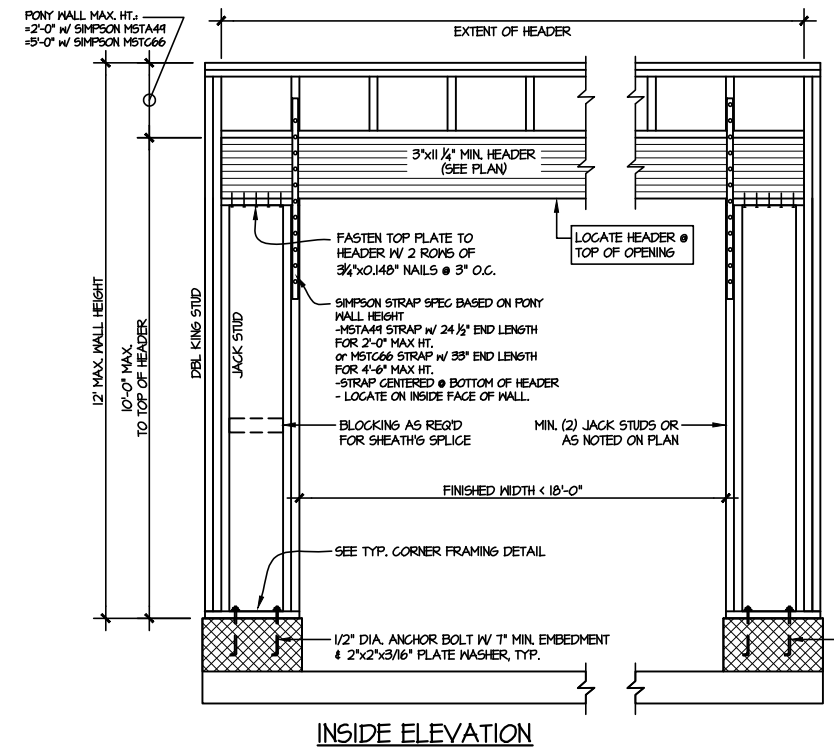 PONY WALL MAX. HT.:
=2'-0" W/ SIMPSON MSTA49
=5'-0" W/ SIMPSON MSTC66
EXTENT OF HEADER
3"x11 1/4" MIN. HEADER
(SEE PLAN)
FASTEN TOP PLATE TO
HEADER W/ 2 ROWS OF
3 1/4"x0.148" NAILS @ 3" O.C.
LOCATE HEADER @
TOP OF OPENING
SIMPSON STRAP SPEC BASED ON PONY
WALL HEIGHT
-MSTA49 STRAP W/ 24 1/2" END LENGTH
FOR 2'-0" MAX HT.
or MSTC66 STRAP W/ 33" END LENGTH
FOR 4'-6" MAX HT.
-STRAP CENTERED @ BOTTOM OF HEADER
- LOCATE ON INSIDE FACE OF WALL.
12' MAX. WALL HEIGHT
10'-0" MAX.
TO TOP OF HEADER
DBL KING STUD
JACK STUD
BLOCKING AS REQ'D
FOR SHEATH'G SPLICE
MIN. (2) JACK STUDS OR
AS NOTED ON PLAN
FINISHED WIDTH < 18'-0"
SEE TYP. CORNER FRAMING DETAIL
1/2" DIA. ANCHOR BOLT W/ 7" MIN. EMBEDMENT
& 2"x2"x3/16" PLATE WASHER, TYP.
INSIDE ELEVATION